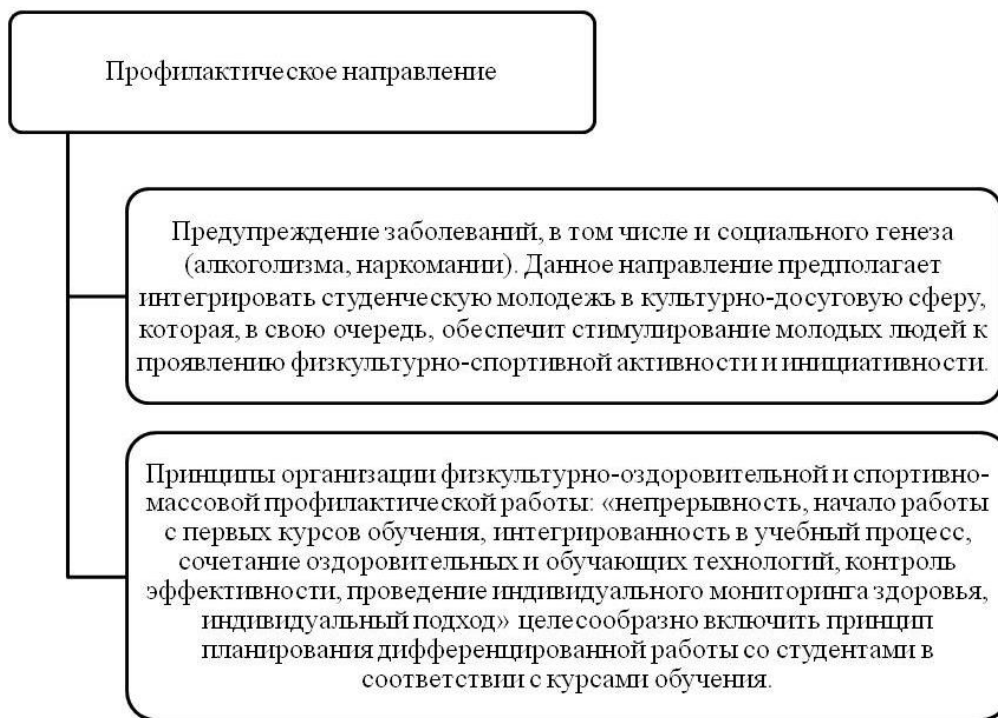 Профилактическое направление
Предупреждение заболеваний, в том числе и социального генеза
(алкоголизма, наркомании). Данное направление предполагает
интегрировать студенческую молодежь в культурно-досуговую сферу,
которая, в свою очередь, обеспечит стимулирование молодых людей к
проявлению физкультурно-спортивной активности и инициативности.
Принципы организации физкультурно-оздоровительной и спортивно-
массовой профилактической работы: «непрерывность, начало работы
с первых курсов обучения, интегрированность в учебный процесс,
сочетание оздоровительных и обучающих технологий, контроль
эффективности, проведение индивидуального мониторинга здоровья,
индивидуальный подход» целесообразно включить принцип
планирования дифференцированной работы со студентами в
соответствии с курсами обучения.